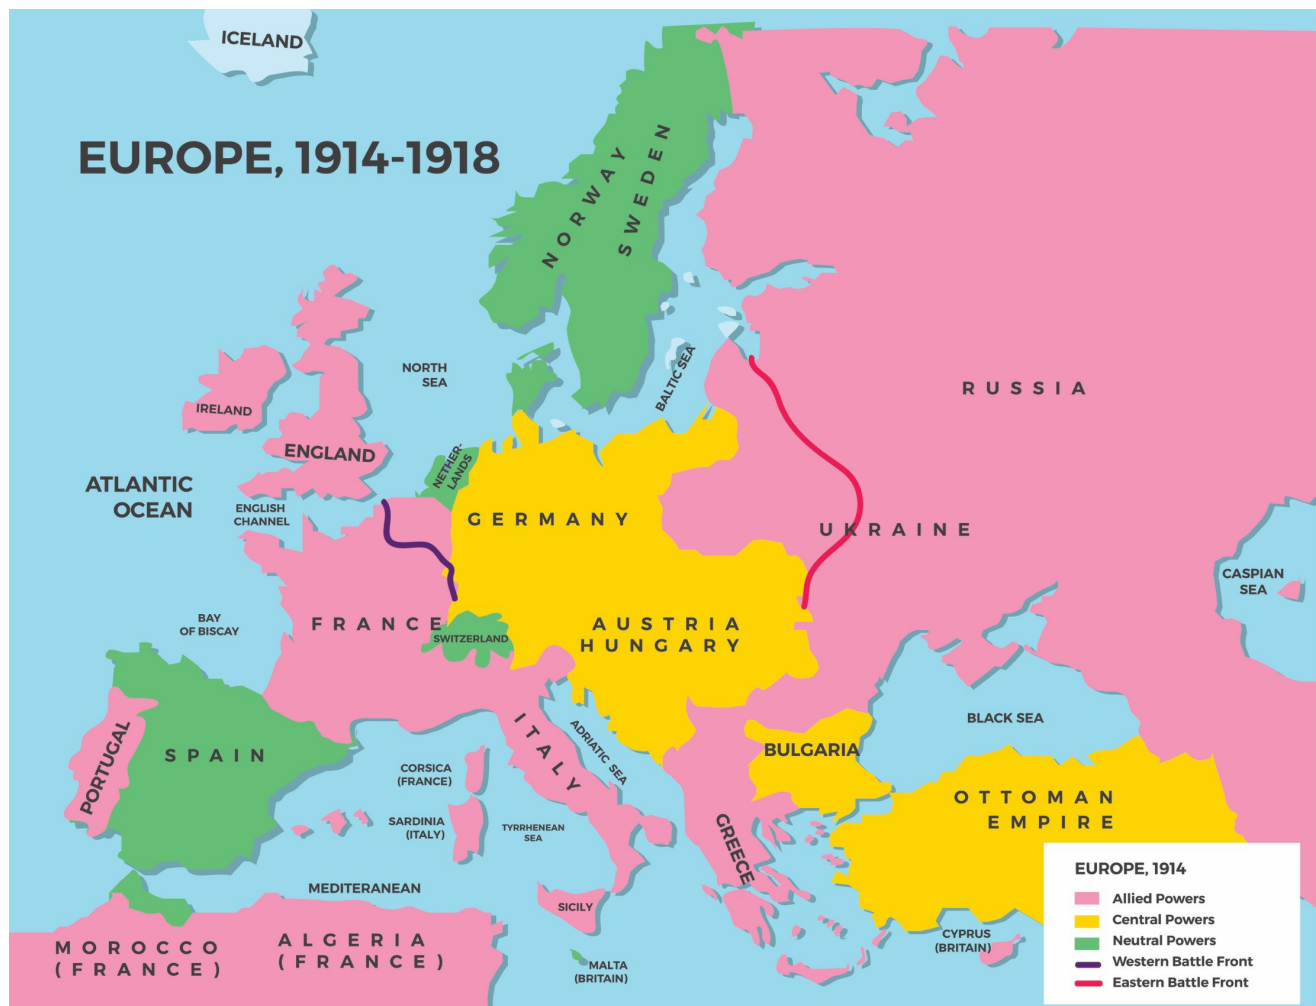 ICELAND
EUROPE, 1914-1918
NORWAY
SWEDEN
NORTH
SEA
BALTIC SEA
RUSSIA
IRELAND
ENGLAND
NETHER-
LANDS
ATLANTIC
OCEAN
ENGLISH
CHANNEL
GERMANY
UKRAINE
CASPIAN
SEA
BAY
OF BISCAY
FRANCE
SWITZERLAND
AUSTRIA
HUNGARY
PORTUGAL
SPAIN
ITALY
ADRIATIC SEA
BLACK SEA
BULGARIA
CORSICA
(FRANCE)
SARDINIA
(ITALY)
TYRRHENEAN
SEA
GREECE
OTTOMAN
EMPIRE
MEDITERANEAN
SICILY
MALTA
(BRITAIN)
CYPRUS
(BRITAIN)
MOROCCO
(FRANCE)
ALGERIA
(FRANCE)
EUROPE, 1914
Allied Powers
Central Powers
Neutral Powers
Western Battle Front
Eastern Battle Front